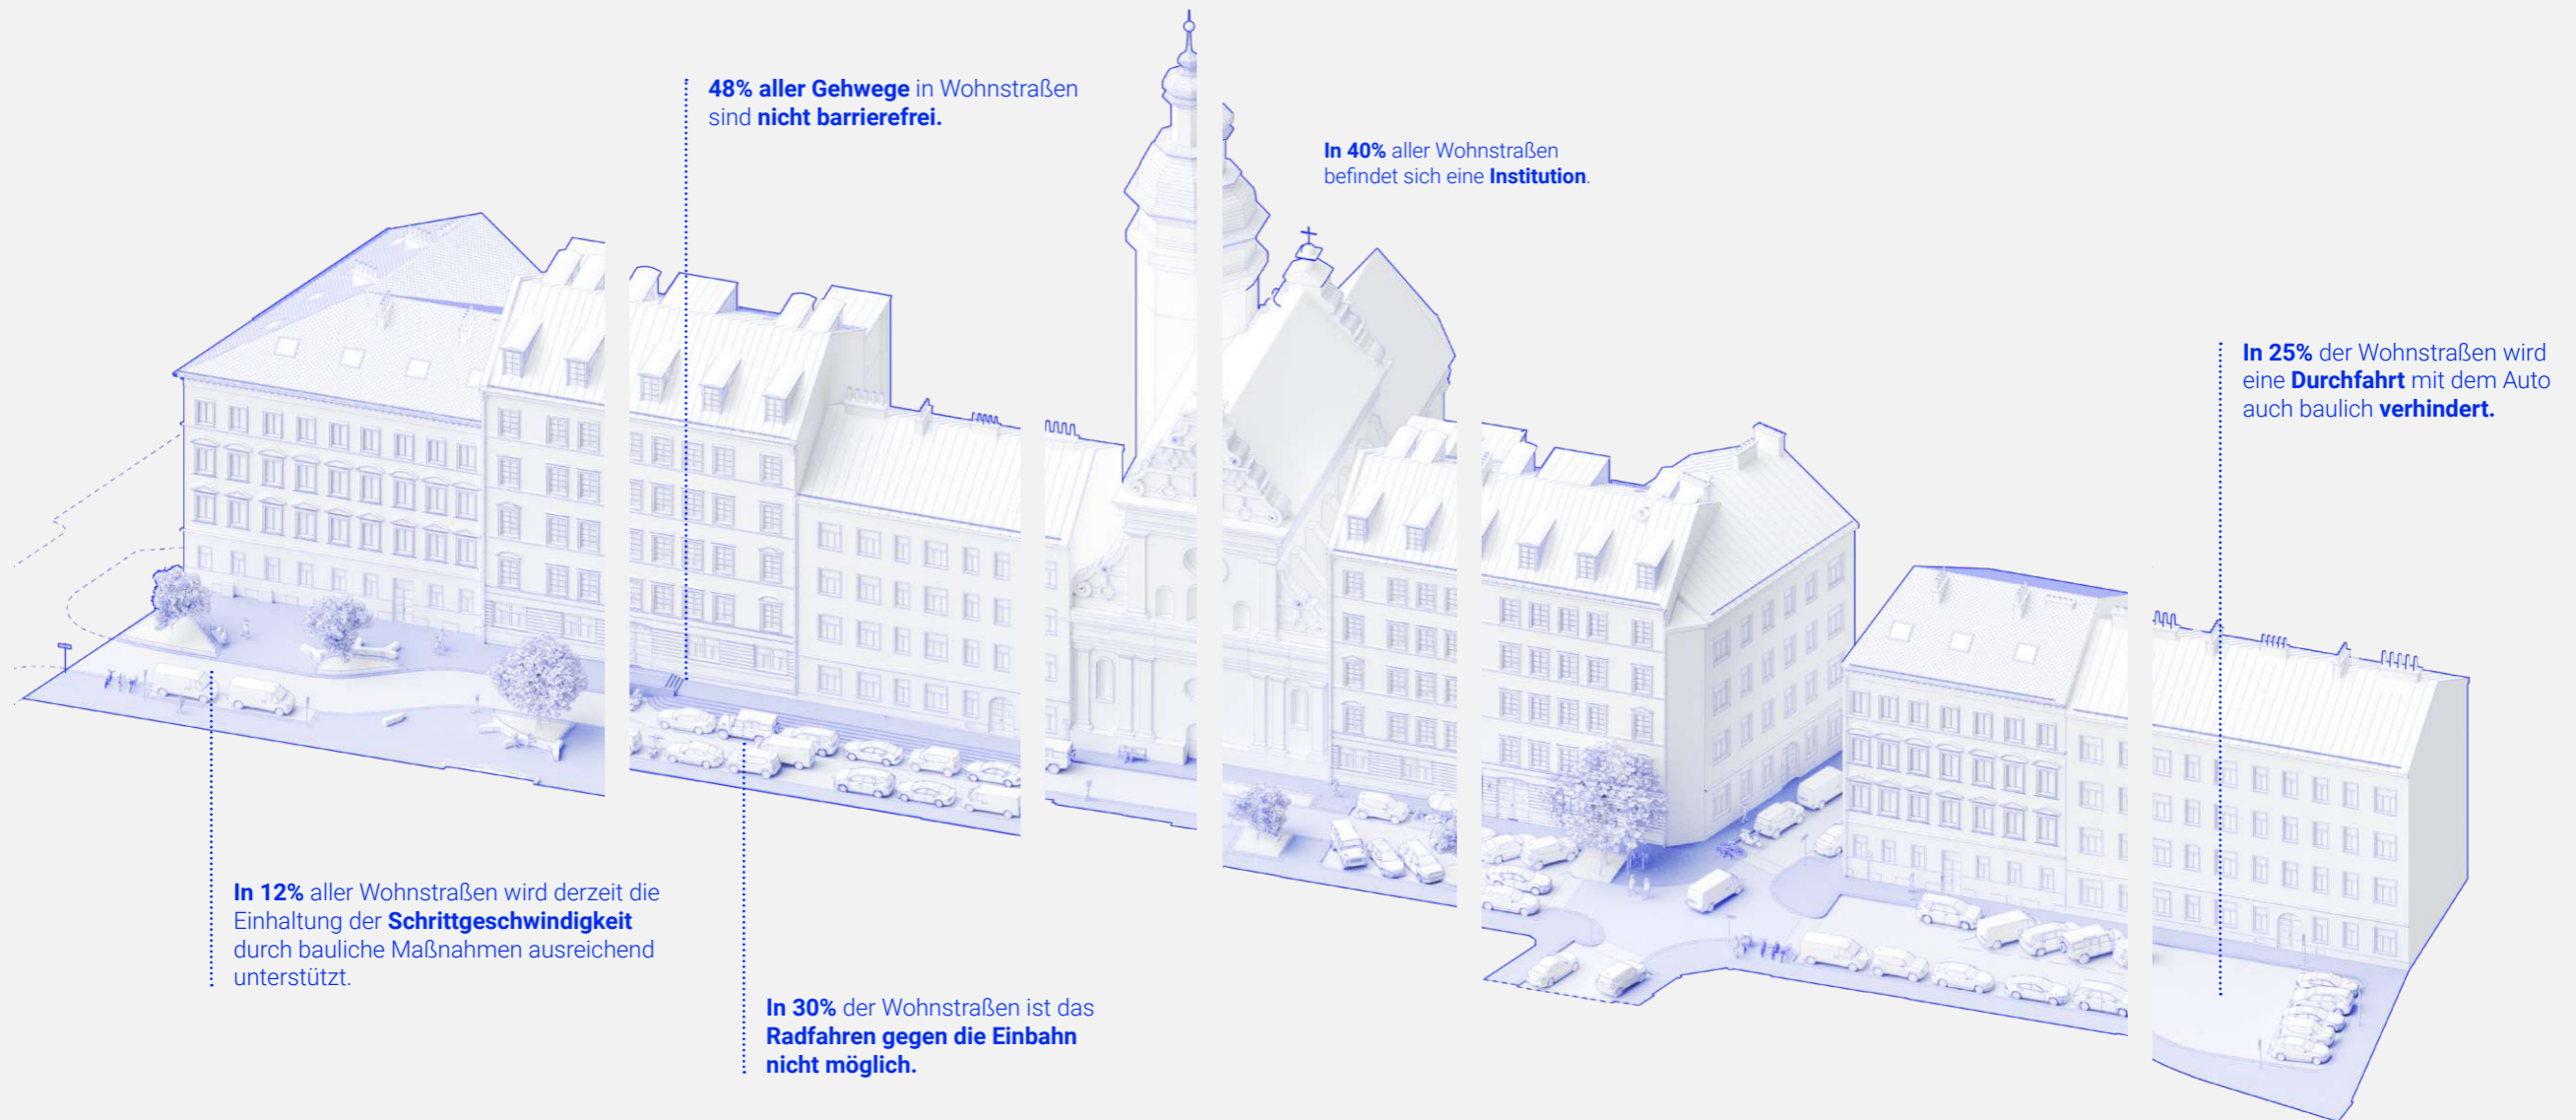 48% aller Gehwege in Wohnstraßen
sind nicht barrierefrei.
In 40% aller Wohnstraßen
befindet sich eine Institution.
In 25% der Wohnstraßen wird
eine Durchfahrt mit dem Auto
auch baulich verhindert.
In 12% aller Wohnstraßen wird derzeit die
Einhaltung der Schrittgeschwindigkeit
durch bauliche Maßnahmen ausreichend
unterstützt.
In 30% der Wohnstraßen ist das
Radfahren gegen die Einbahn
nicht möglich.